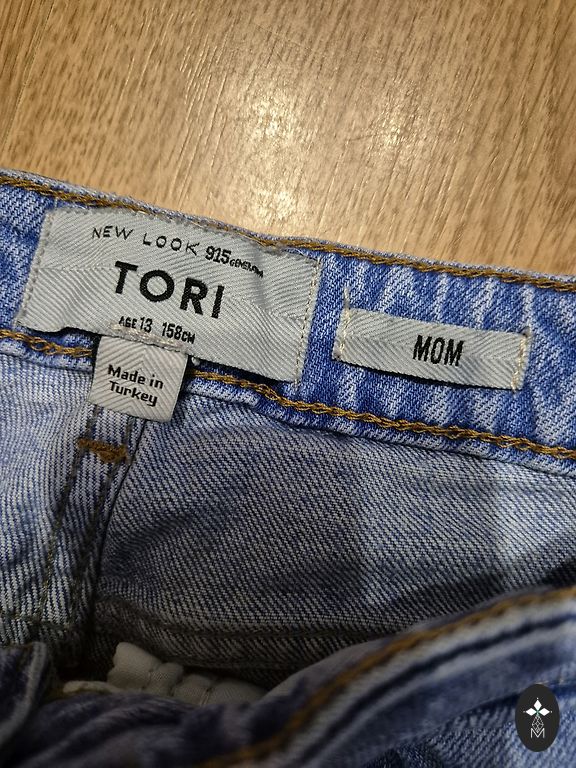 NEW LOOK 915 GENERATION
TORI
AGE 13 158CM
Made in
Turkey
MOM
M